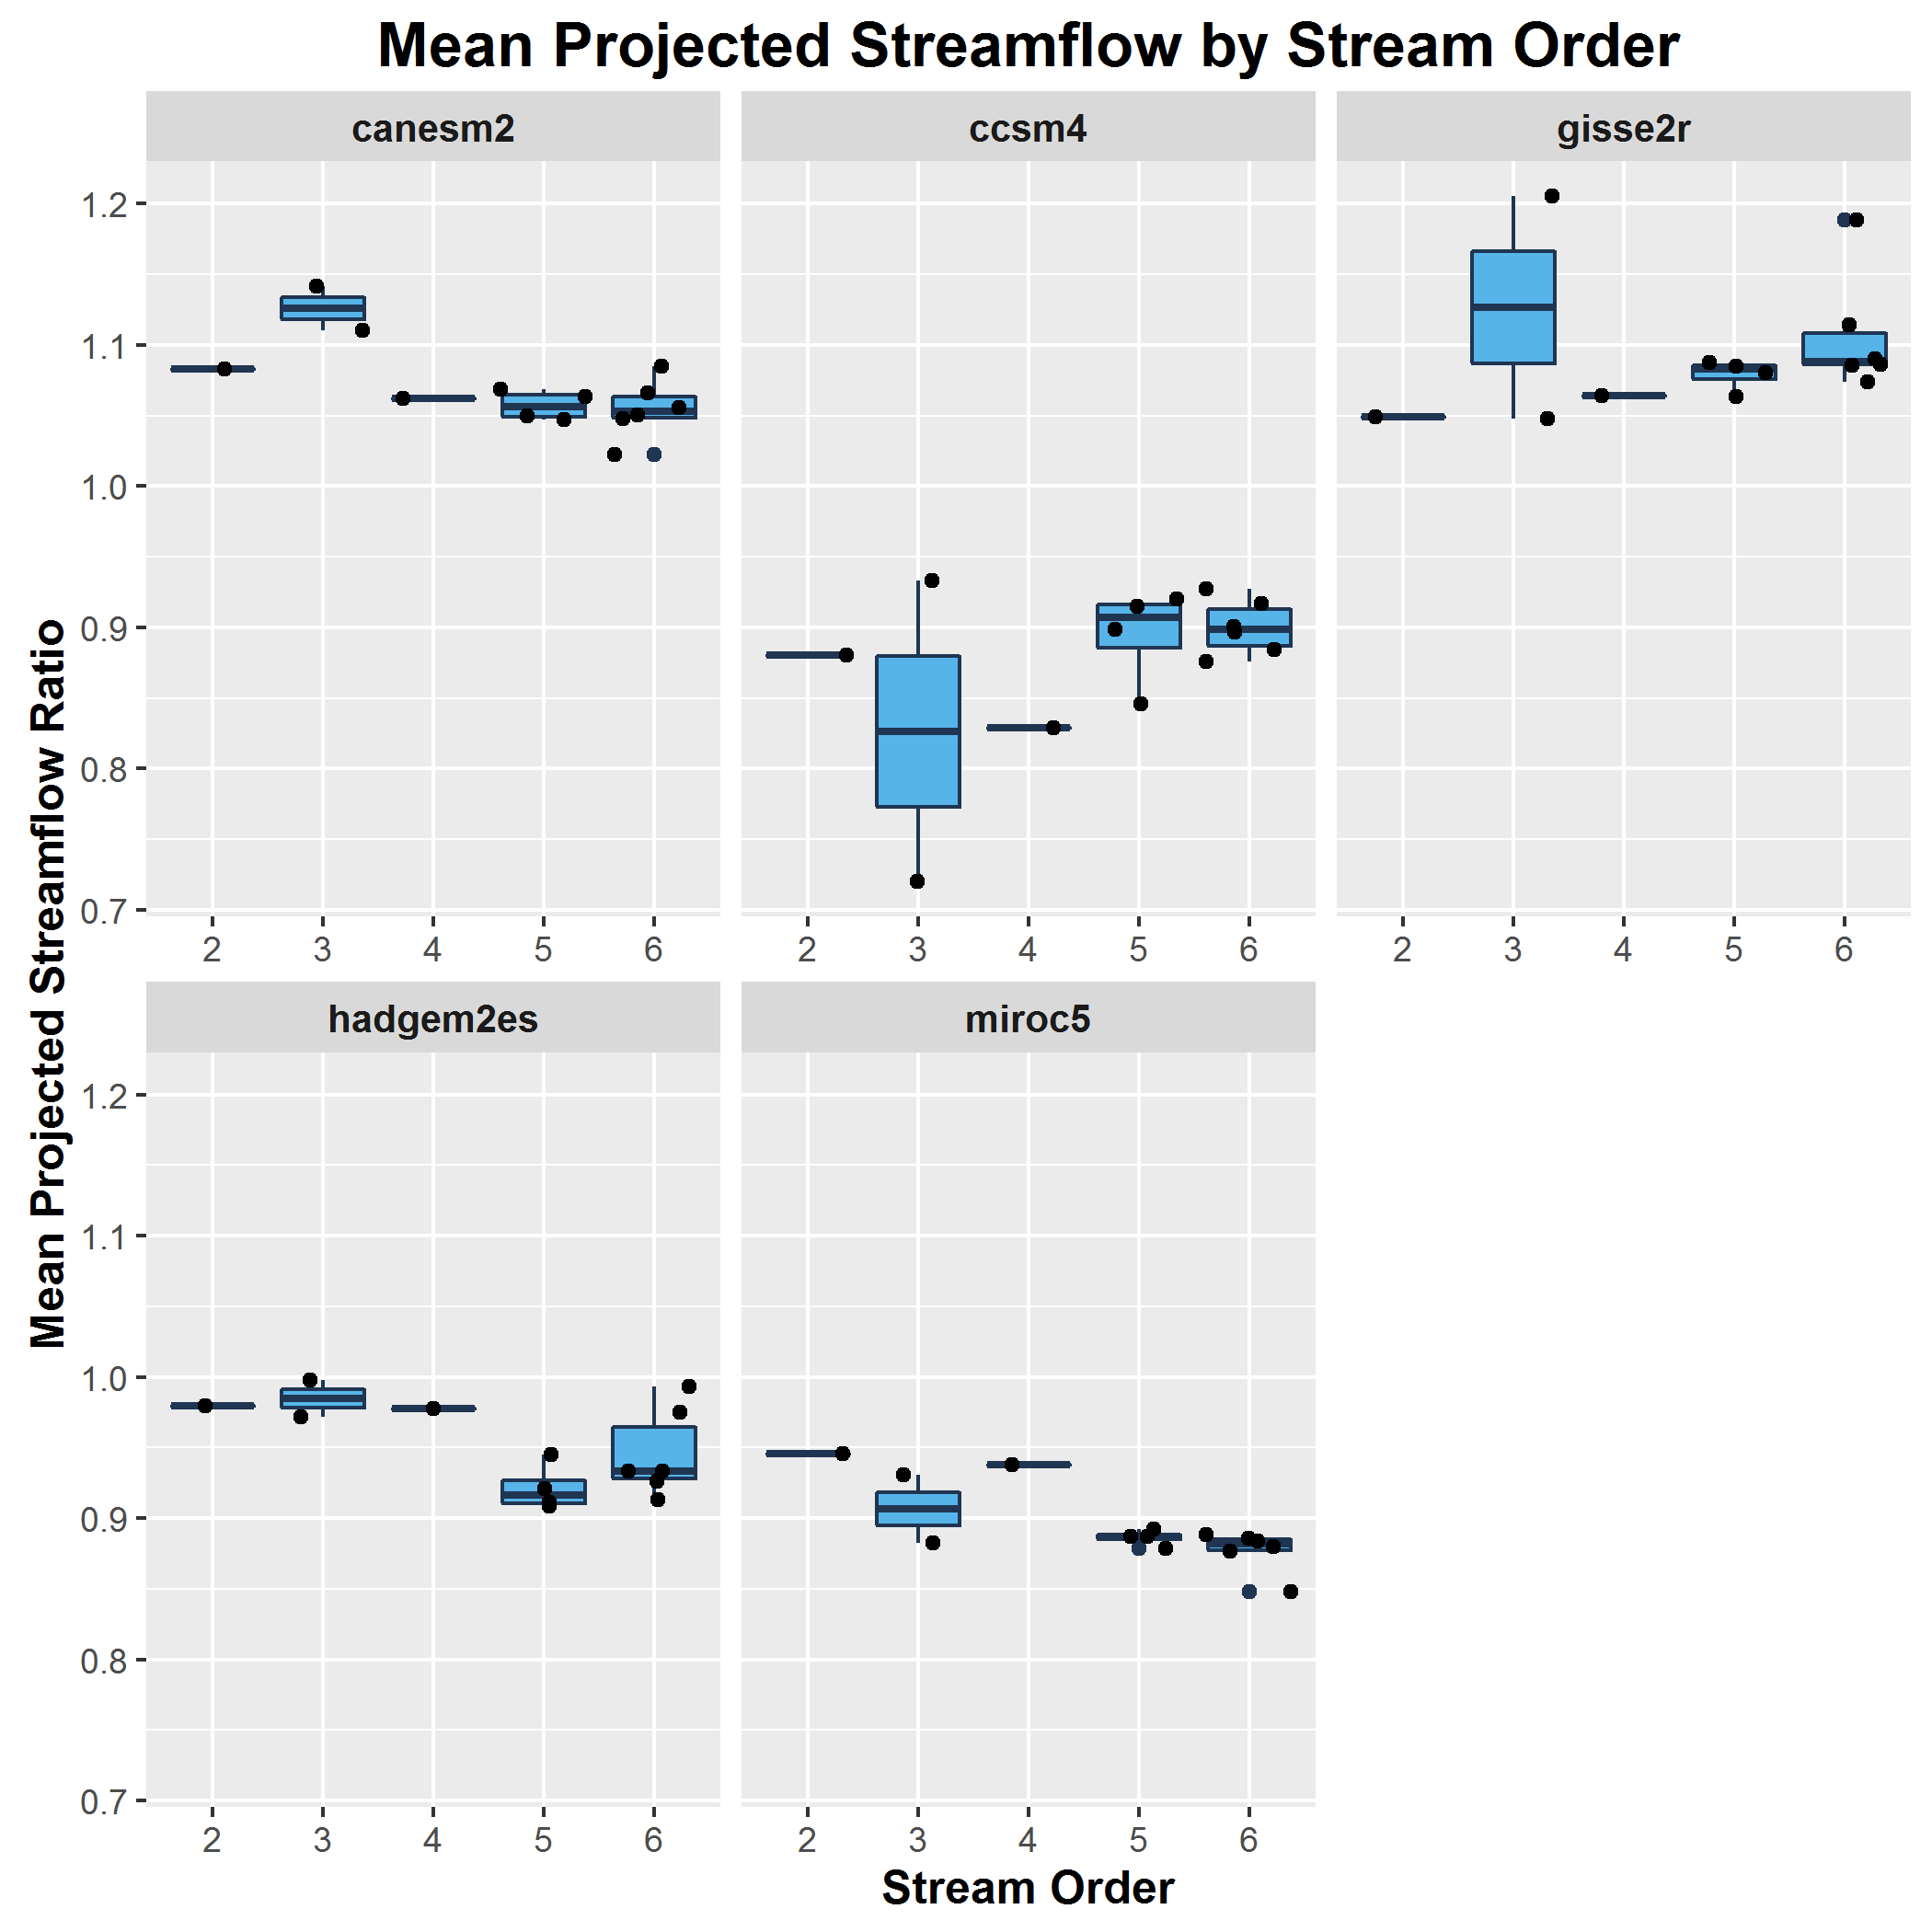 Mean Projected Streamflow by Stream Order
canesm2 ccsm4 gisse2r
1.2
1.1
1.0
0.9
0.8
0.7
2 3 4 5 6 2 3 4 5 6 2 3 4 5 6
Mean Projected Streamflow Ratio
hadgem2es miroc5
1.2
1.1
1.0
0.9
0.8
0.7
2 3 4 5 6 2 3 4 5 6
Stream Order